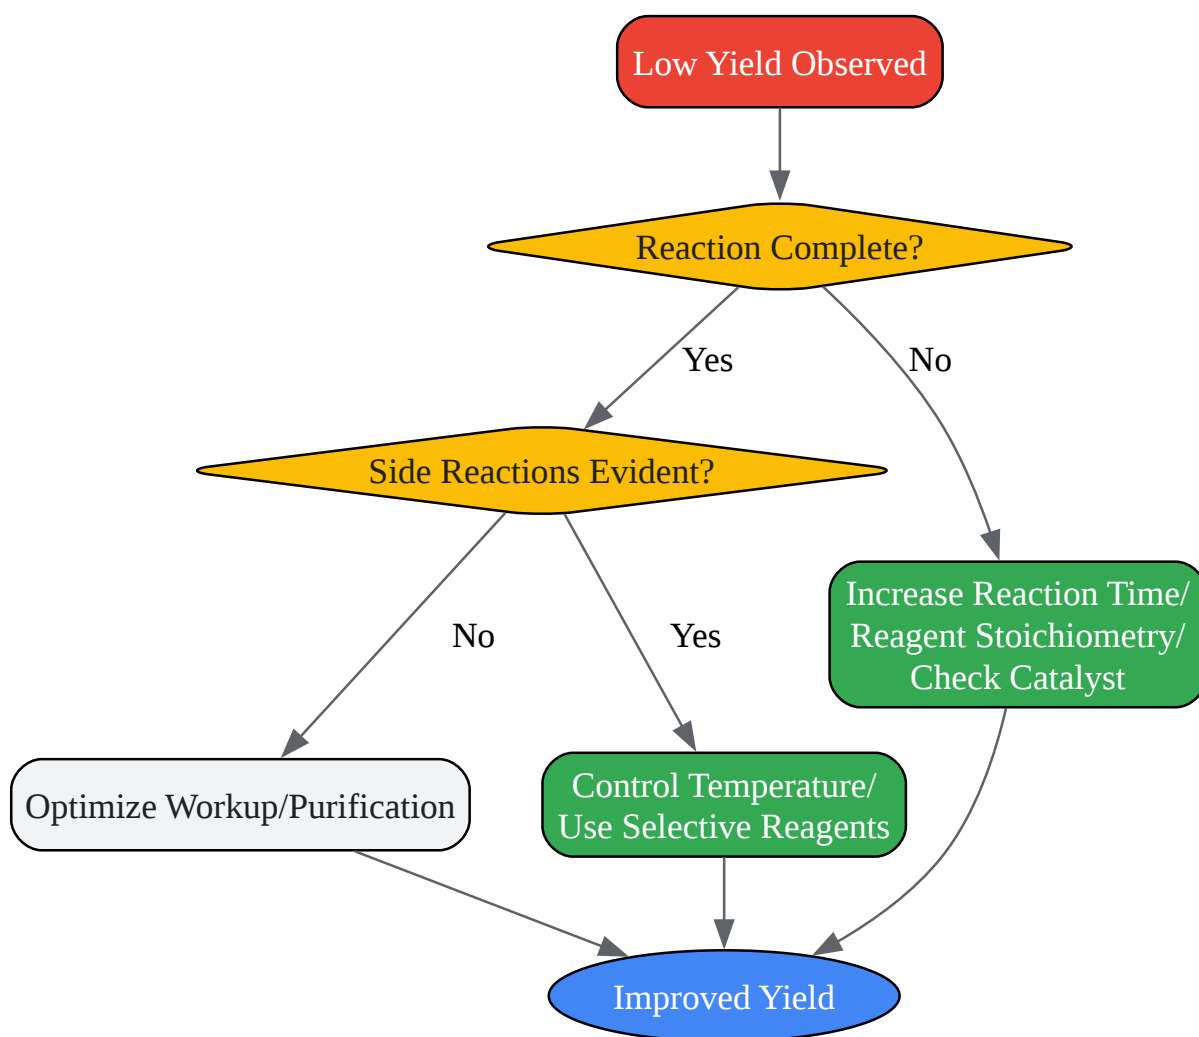 Low Yield Observed
Reaction Complete?
Yes
No
Side Reactions Evident?
No
Yes
Increase Reaction Time/
Reagent Stoichiometry/
Check Catalyst
Optimize Workup/Purification
Control Temperature/
Use Selective Reagents
Improved Yield